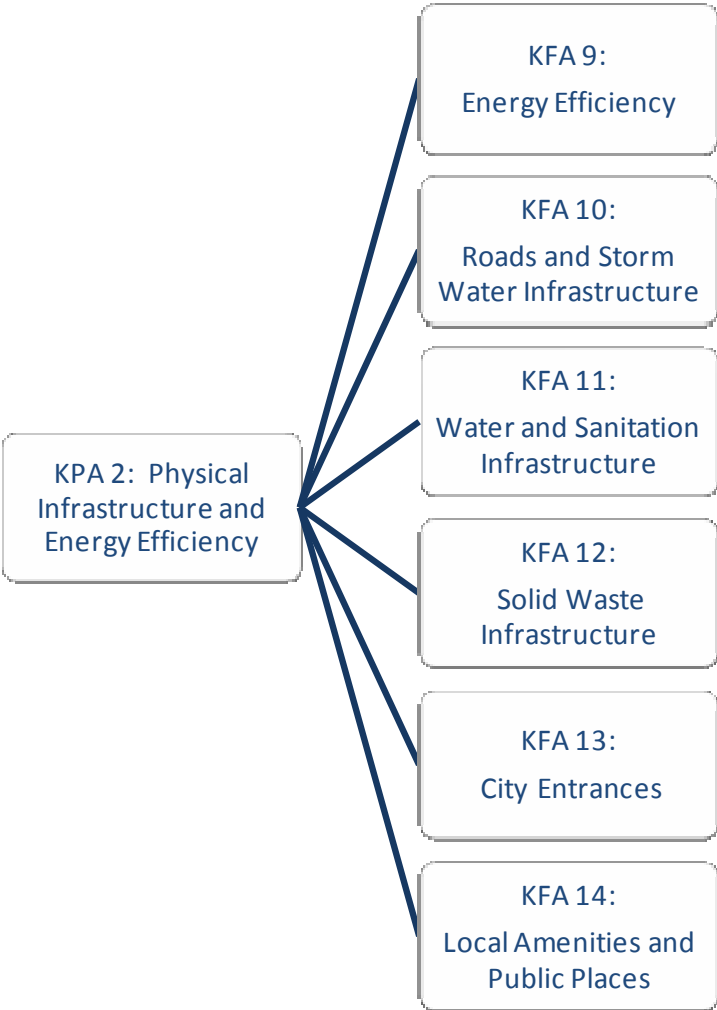 KFA 9:
Energy Efficiency
KFA 10:
Roads and Storm
Water Infrastructure
KFA 11:
Water and Sanitation
Infrastructure
KPA 2: Physical
Infrastructure and
Energy Efficiency
KFA 12:
Solid Waste
Infrastructure
KFA 13:
City Entrances
KFA 14:
Local Amenities and
Public Places